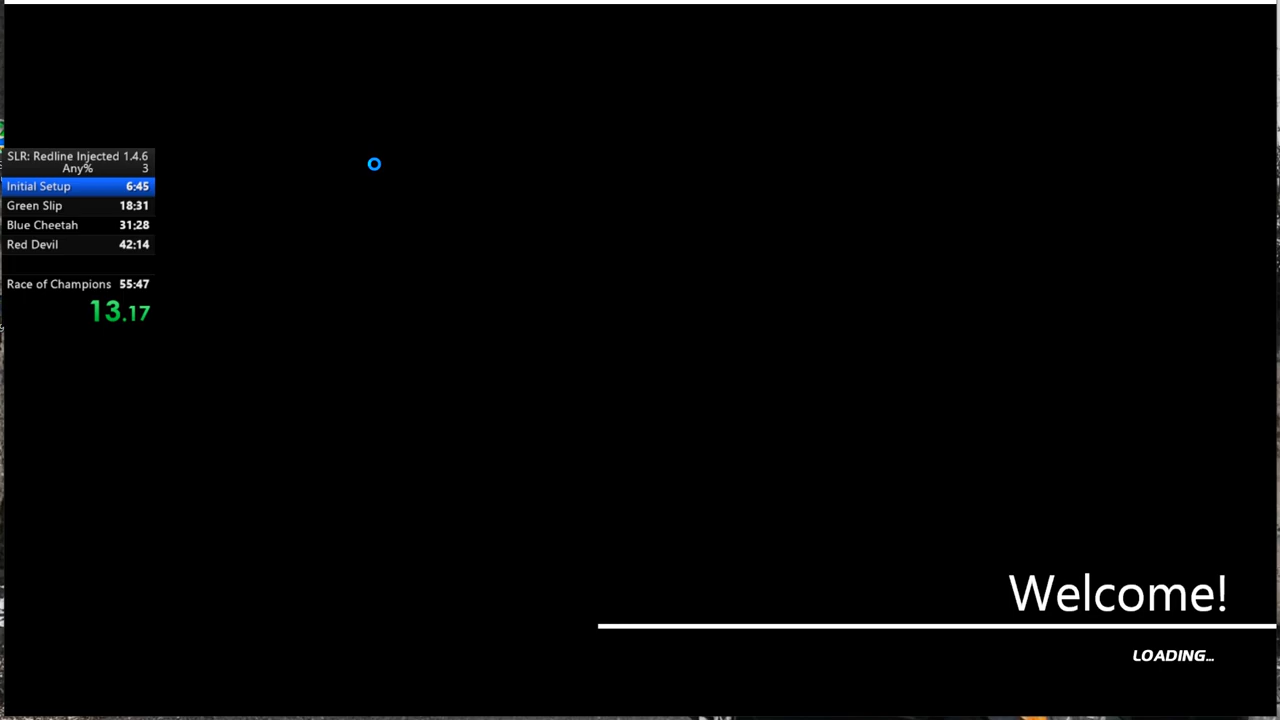 SLR: Redline Injected 1.4.6
Any% 3
Initial Setup 6:45
Green Slip 18:31
Blue Cheetah 31:28
Red Devil 42:14
Race of Champions 55:47
13.17
Welcome!
LOADING...